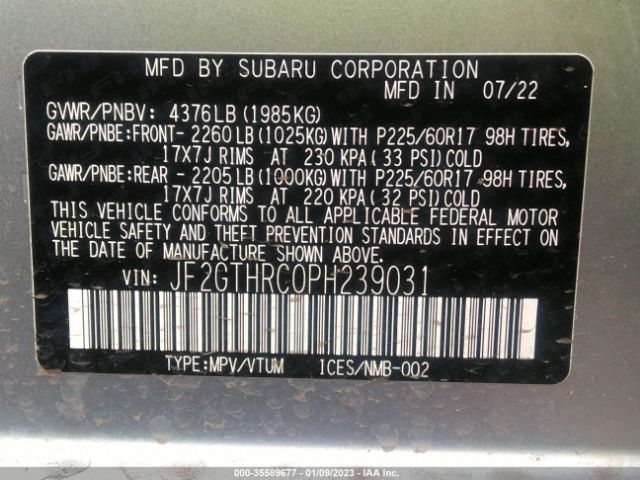 MFD BY SUBARU CORPORATION
MFD IN 07/22
GVWR/PNBV: 4376LB(1985KG)
GAWR/PNBE:FRONT- 2260LB(1025KG)WITH P225/60R17 98H TIRES,
17X7J RIMS AT 230 KPA( 33 PSI)COLD
GAWR/PNBE:REAR - 2205LB(1000KG)WITH P225/60R17 98H TIRES,
17X7J RIMS AT 220 KPA( 32 PSI)COLD
THIS VEHICLE CONFORMS TO ALL APPLICABLE FEDERAL MOTOR
VEHICLE SAFETY AND THEFT PREVENTION STANDARDS IN EFFECT ON
THE DATE OF MANUFACTURE SHOWN ABOVE.
VIN: JF2GTHRC0PH239031
TYPE:MPV/VTUM ICES/NMB-002
000-35589677 - 01/09/2023 - IAA Inc.